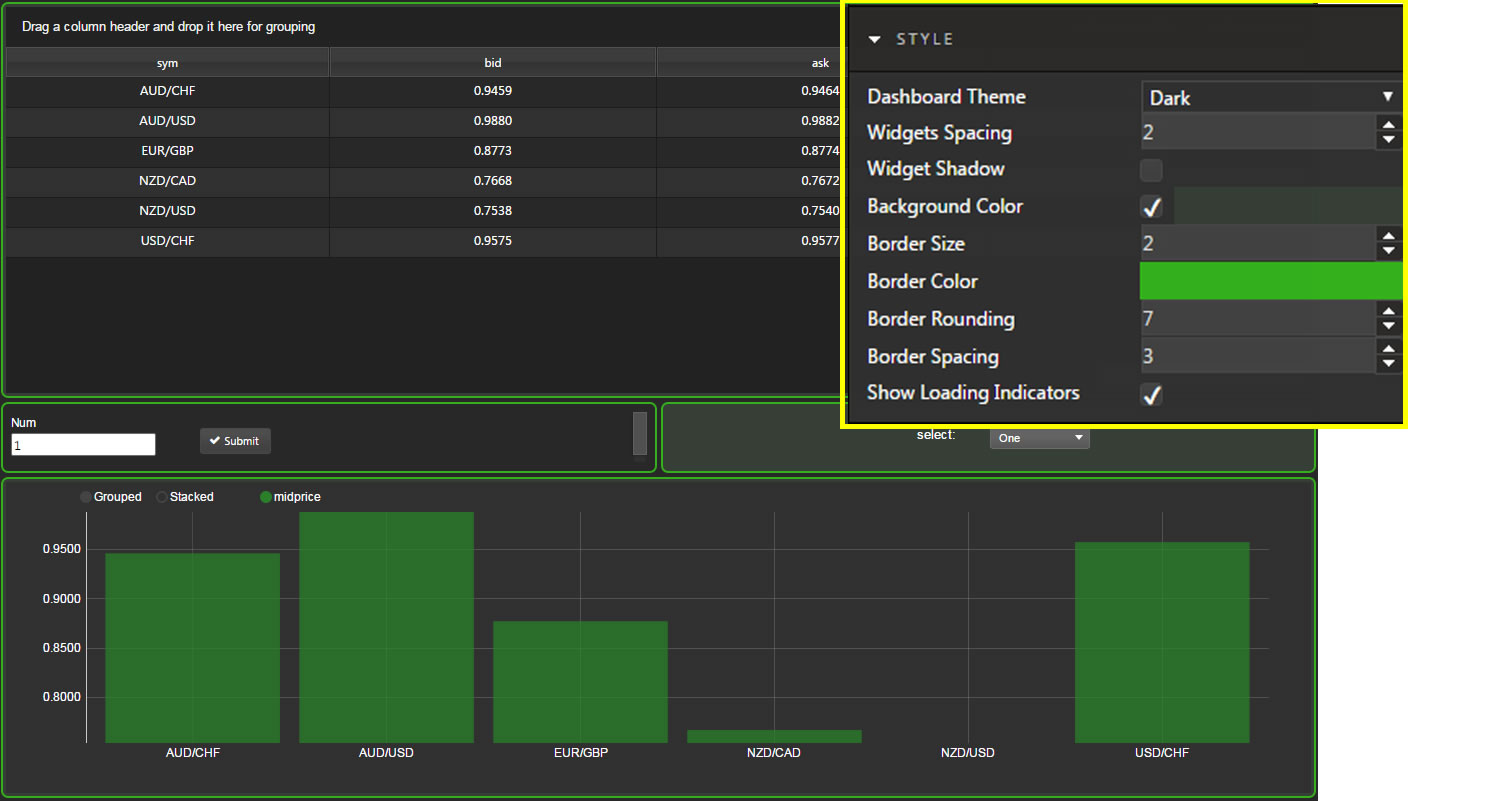 Drag a column header and drop it here for grouping
sym bid ask
AUD/CHF 0.9459 0.9464
AUD/USD 0.9880 0.9882
EUR/GBP 0.8773 0.8774
NZD/CAD 0.7668 0.7672
NZD/USD 0.7538 0.7540
USD/CHF 0.9575 0.9577
STYLE
Dashboard Theme Dark
Widgets Spacing 2
Widget Shadow
Background Color
Border Size 2
Border Color
Border Rounding 7
Border Spacing 3
Show Loading Indicators
Num
1 Submit
select: One
Grouped Stacked midprice
0.9500
0.9000
0.8500
0.8000
AUD/CHF AUD/USD EUR/GBP NZD/CAD NZD/USD USD/CHF